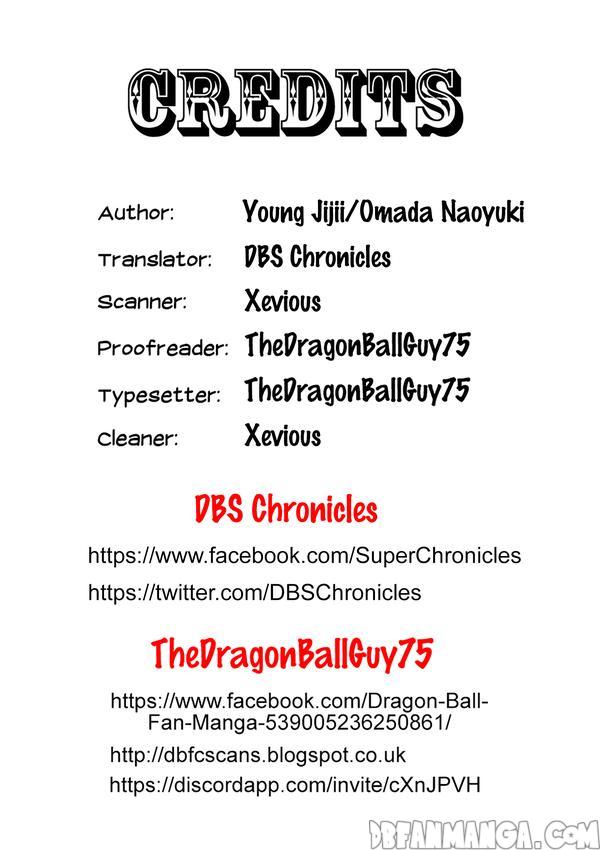 CREDITS
Author: Young Jijii/Omada Naoyuki
Translator: DBS Chronicles
Scanner: Xevious
Proofreader: TheDragonBallGuy75
Typesetter: TheDragonBallGuy75
Cleaner: Xevious
DBS Chronicles
https://www.facebook.com/SuperChronicles
https://twitter.com/DBSChronicles
TheDragonBallGuy75
https://www.facebook.com/Dragon-Ball-
Fan-Manga-539005236250861/
http://dbfcscans.blogspot.co.uk
https://discordapp.com/invite/cXnJPVH
DBFANMANGA.COM